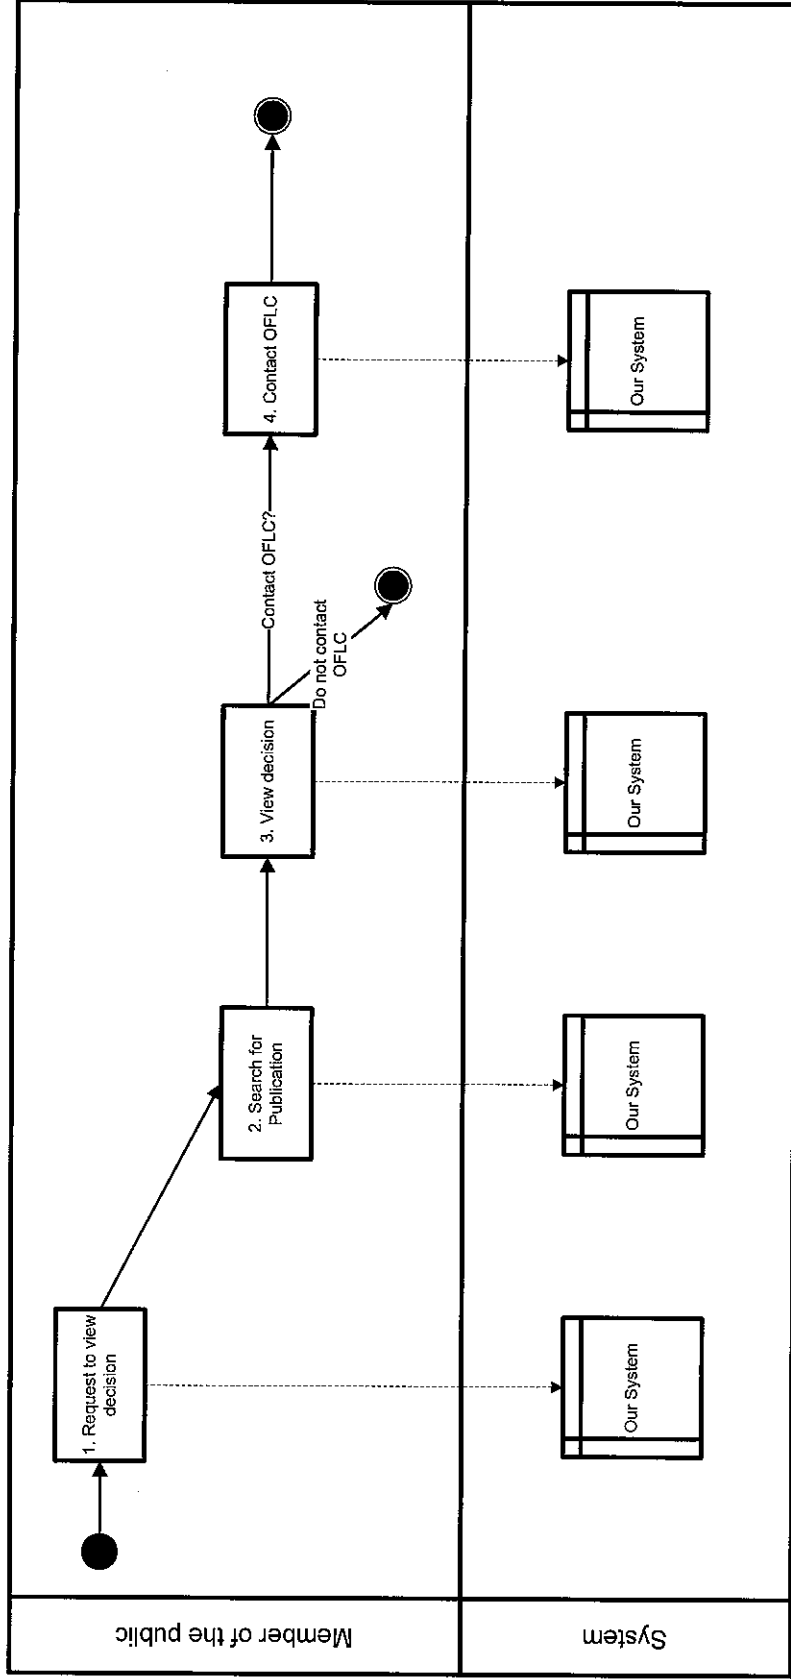 Member of the public
1. Request to view
decision
2. Search for
Publication
3. View decision
Contact OFLC?
Do not contact
OFLC
4. Contact OFLC
System
Our System
Our System
Our System
Our System